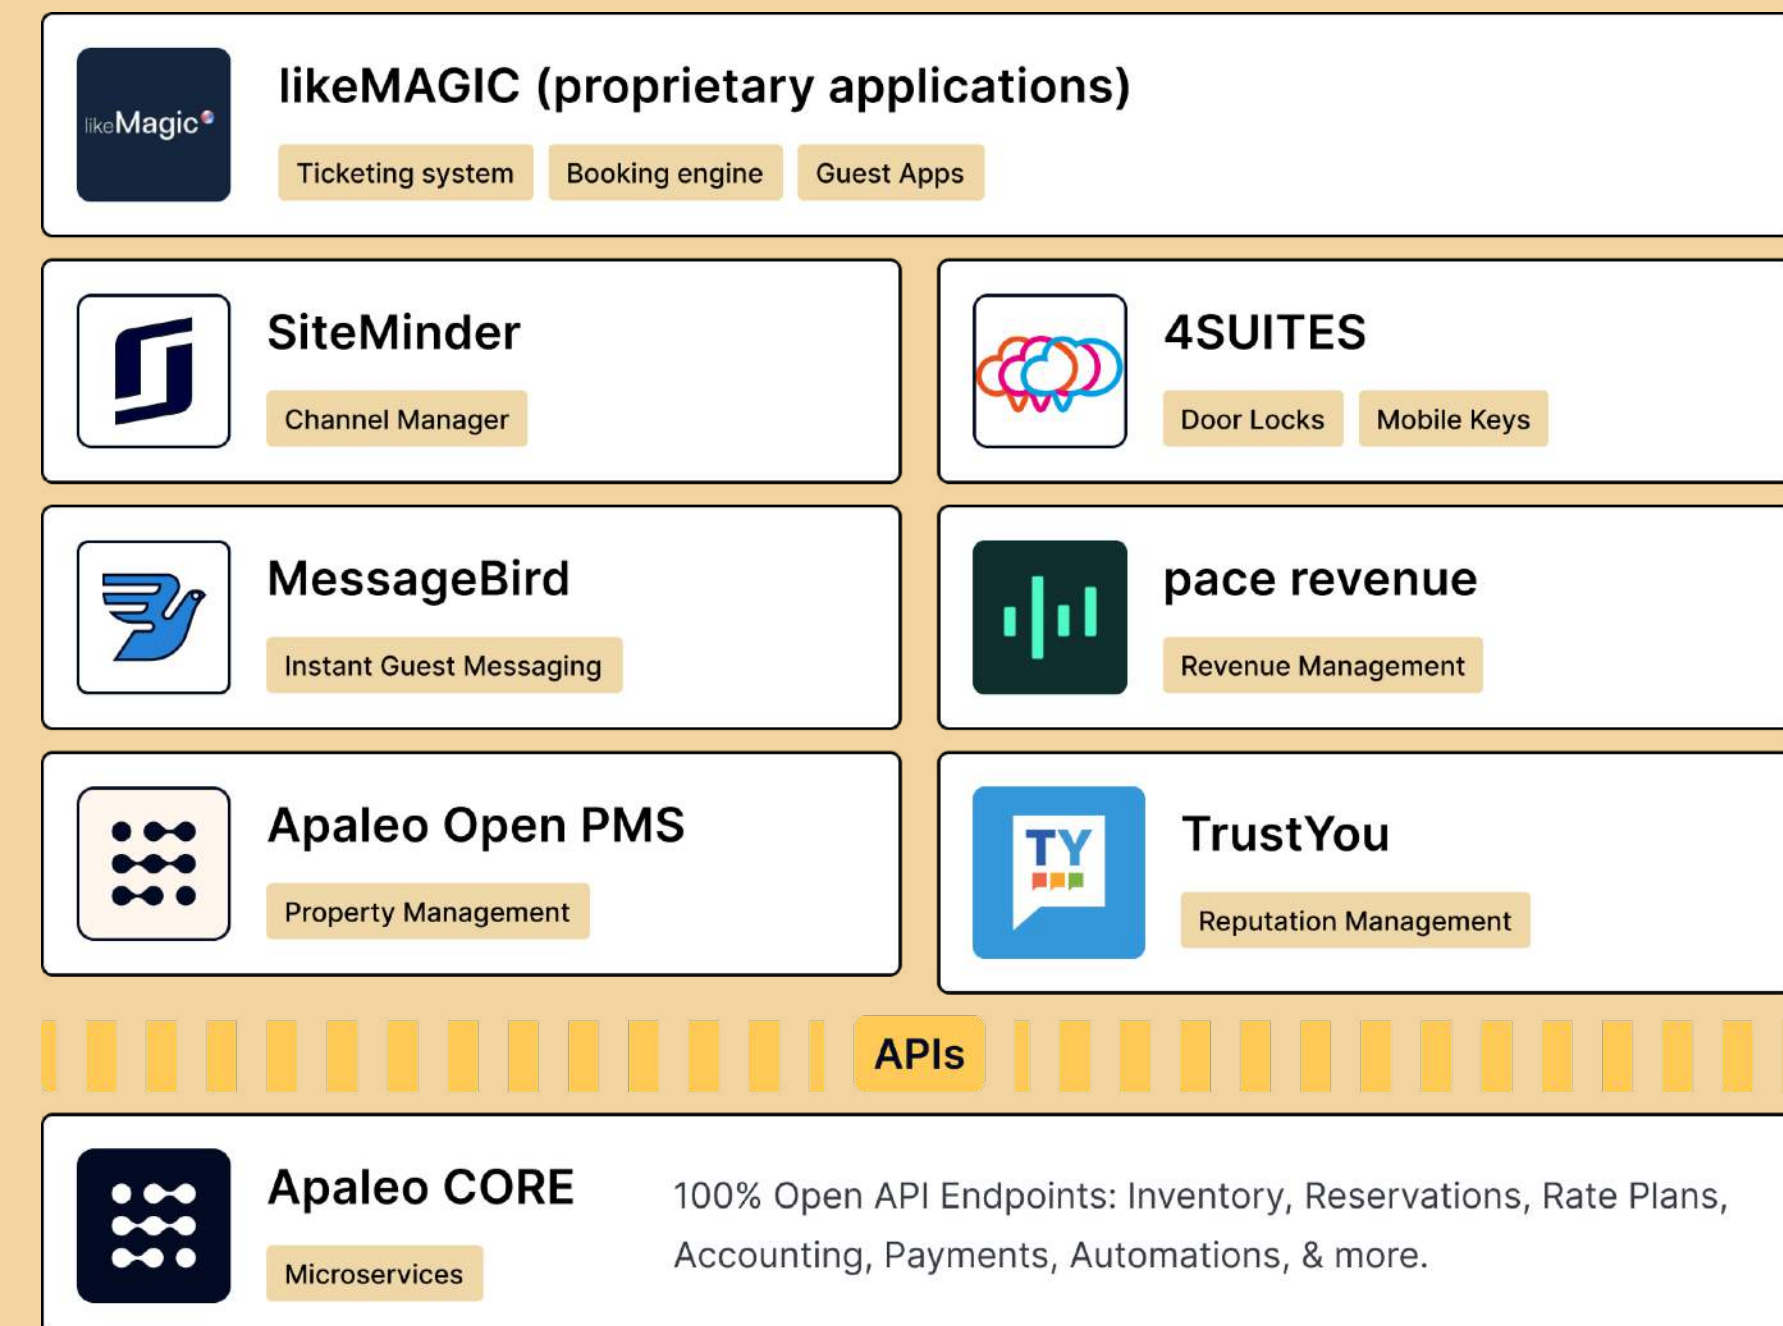 likeMagic
likeMAGIC (proprietary applications)
Ticketing system Booking engine Guest Apps
SiteMinder
Channel Manager
4SUITES
Door Locks Mobile Keys
MessageBird
Instant Guest Messaging
pace revenue
Revenue Management
Apaleo Open PMS
Property Management
TY
TrustYou
Reputation Management
APIs
Apaleo CORE
Microservices
100% Open API Endpoints: Inventory, Reservations, Rate Plans,
Accounting, Payments, Automations, & more.